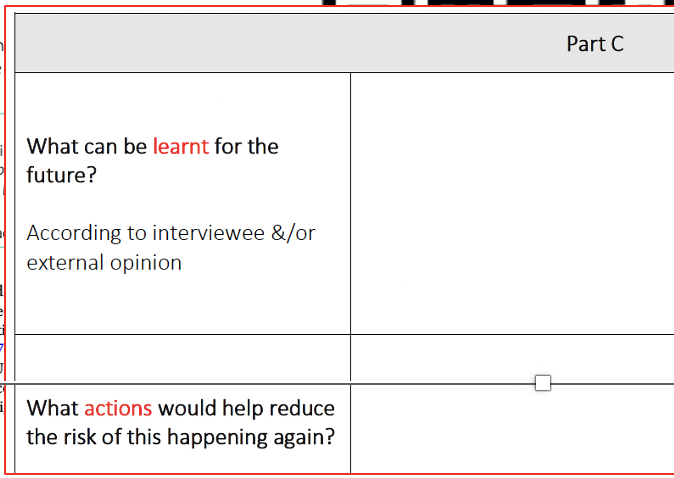 Part C
What can be learnt for the
future?
According to interviewee &/or
external opinion
What actions would help reduce
the risk of this happening again?